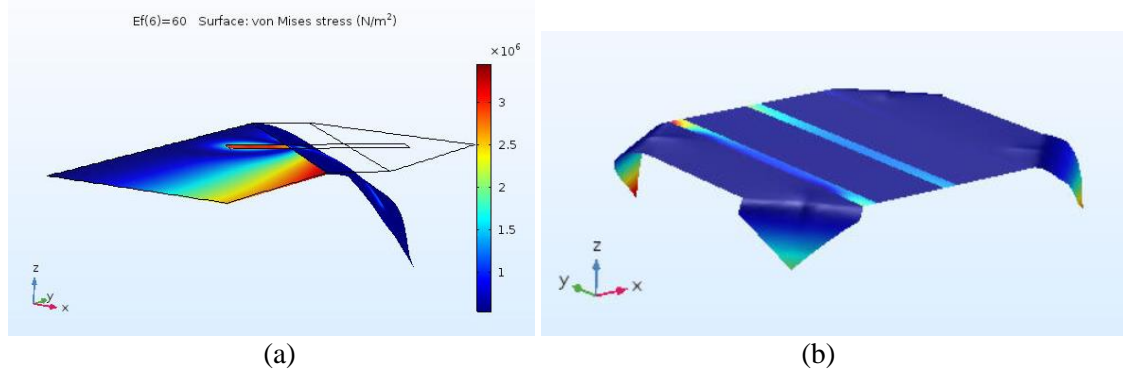 Ef(6)=60 Surface: von Mises stress (N/m²)
×10⁶
3
2.5
2
1.5
1
z
y
x
z
y
x
(a)
(b)